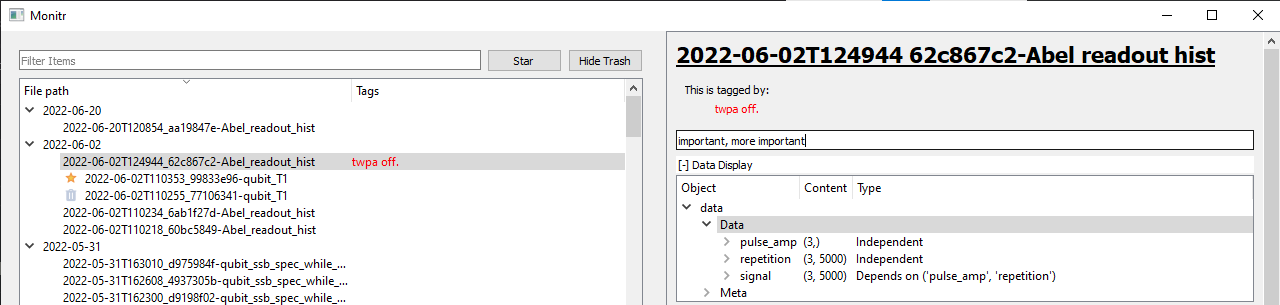 Monitr
Filter Items
Star
Hide Trash
File path
Tags
2022-06-20
2022-06-20T120854_aa19847e-Abel_readout_hist
2022-06-02
2022-06-02T124944_62c867c2-Abel_readout_hist twpa off.
2022-06-02T110353_99833e96-qubit_T1
2022-06-02T110255_77106341-qubit_T1
2022-06-02T110234_6ab1f27d-Abel_readout_hist
2022-06-02T110218_60bc5849-Abel_readout_hist
2022-05-31
2022-05-31T163010_d975984f-qubit_ssb_spec_while_...
2022-05-31T162608_4937305b-qubit_ssb_spec_while_...
2022-05-31T162300_d9198f02-qubit_ssb_spec_while_...
2022-06-02T124944 62c867c2-Abel readout hist
This is tagged by:
twpa off.
important, more important
[-] Data Display
Object Content Type
data
Data
pulse_amp (3,) Independent
repetition (3, 5000) Independent
signal (3, 5000) Depends on ('pulse_amp', 'repetition')
Meta